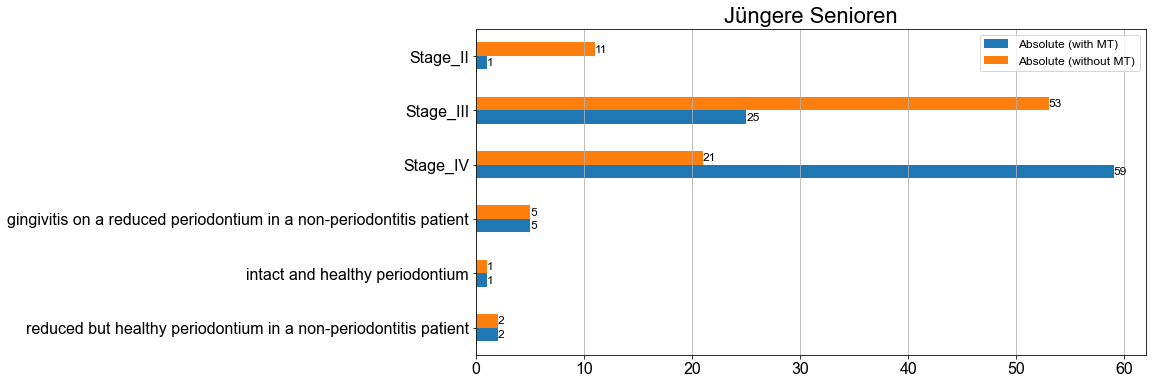 Jüngere Senioren
Absolute (with MT)
Absolute (without MT)
Stage_II
11
1
Stage_III
53
25
Stage_IV
21
59
gingivitis on a reduced periodontium in a non-periodontitis patient
5
5
intact and healthy periodontium
1
1
reduced but healthy periodontium in a non-periodontitis patient
2
2
0 10 20 30 40 50 60